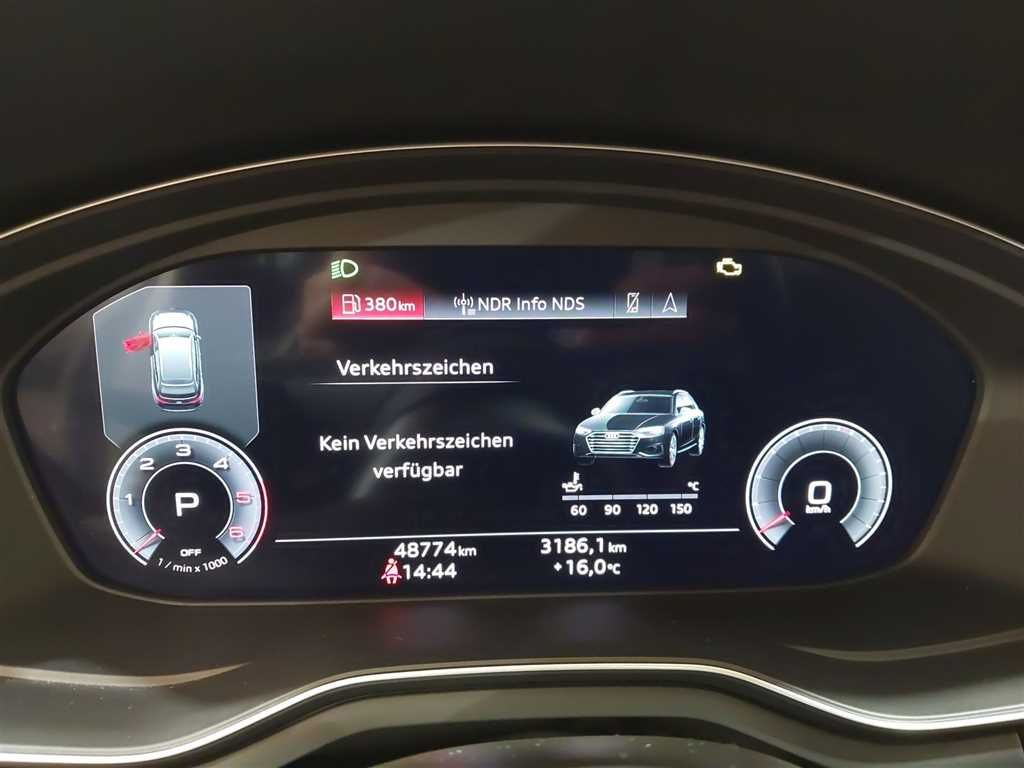 380km
NDR Info NDS
Verkehrszeichen
Kein Verkehrszeichen
verfügbar
1 2 3 4 5 6
P
OFF
1 / min x 1000
°C
60 90 120 150
0
km/h
48774km 3186,1km
14:44 +16,0°C